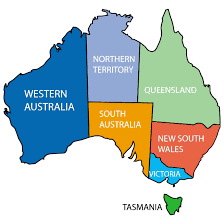 NORTHERN
TERRITORY
QUEENSLAND
WESTERN
AUSTRALIA
SOUTH
AUSTRALIA
NEW SOUTH
WALES
VICTORIA
TASMANIA